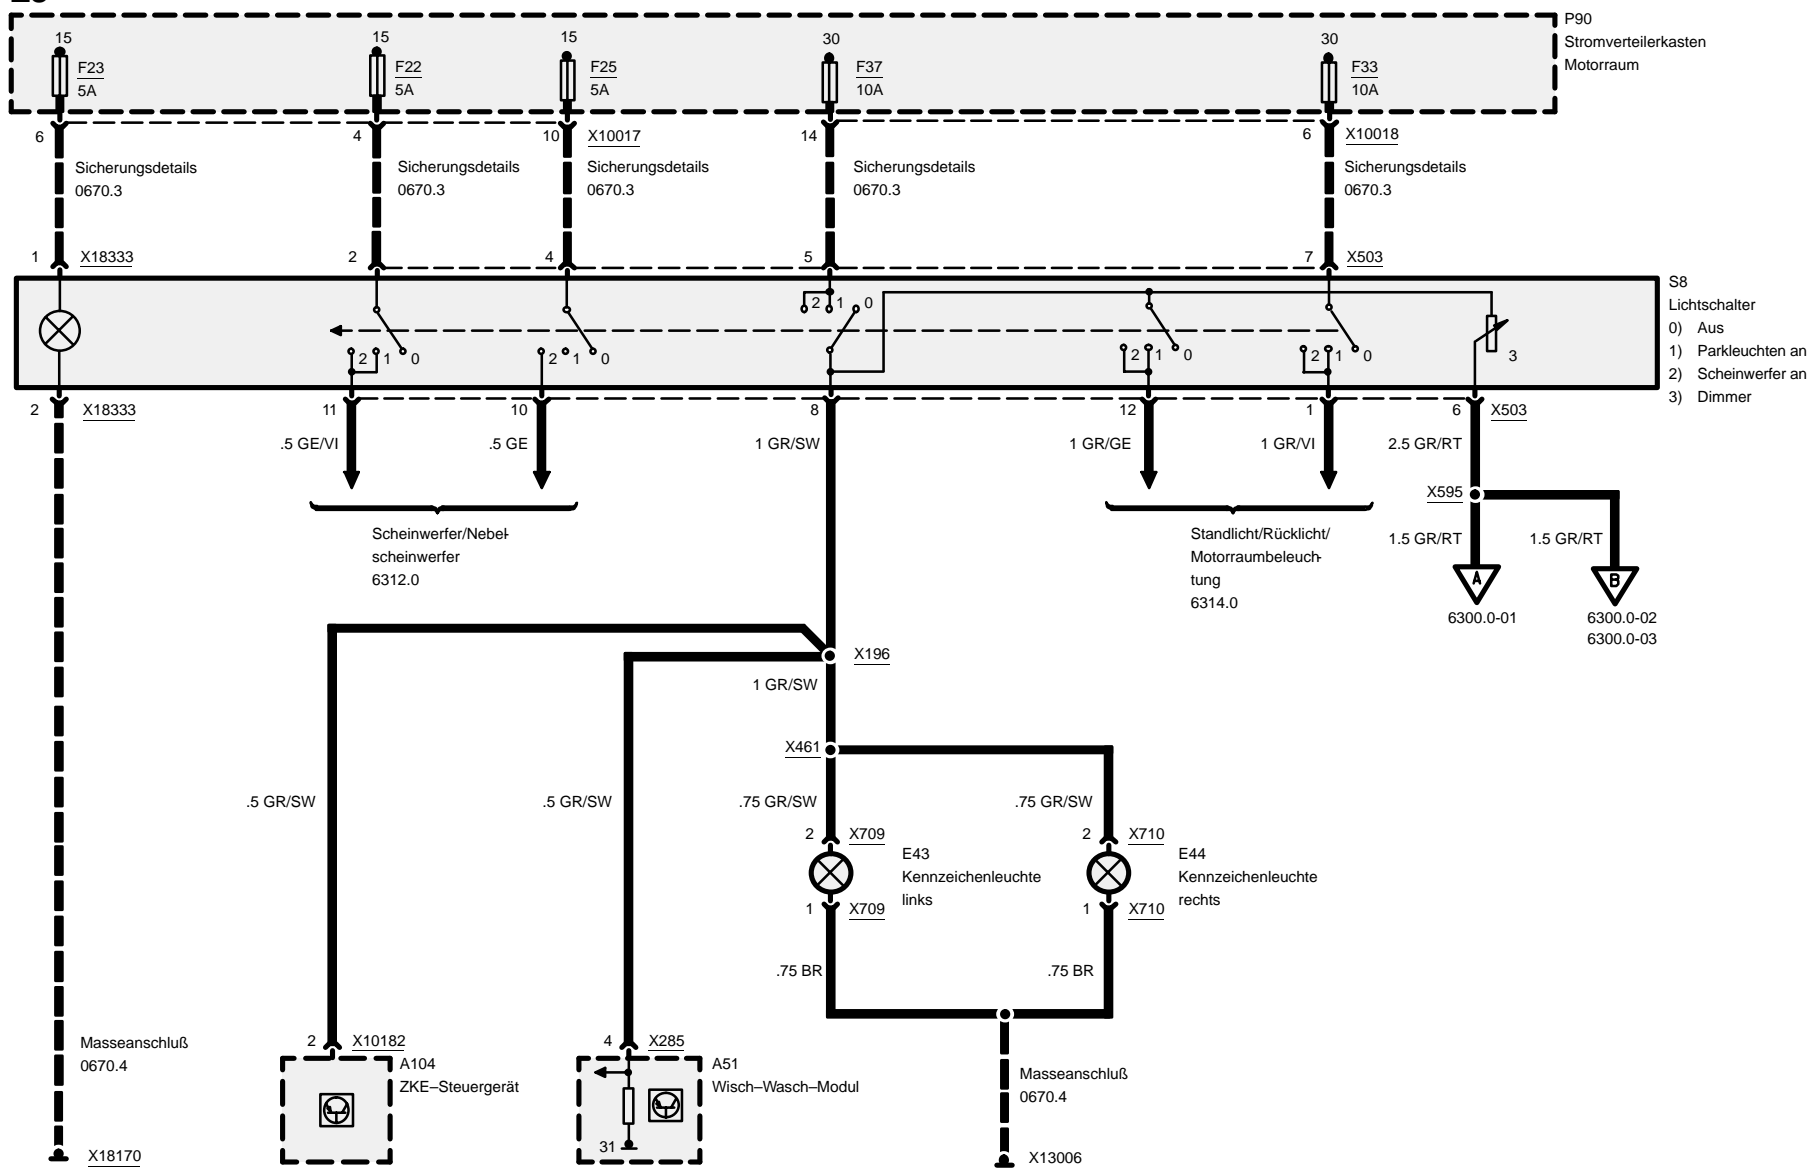 15 15 15 30 30
P90
Stromverteilerkasten
Motorraum
F23 F22 F25 F37 F33
5A 5A 5A 10A 10A
6 4 10 X10017 14 6 X10018
Sicherungsdetails Sicherungsdetails Sicherungsdetails Sicherungsdetails Sicherungsdetails
0670.3 0670.3 0670.3 0670.3 0670.3
1 X18333 2 4 5 7 X503
S8
Lichtschalter
0) Aus
1) Parkleuchten an
2) Scheinwerfer an
3) Dimmer
2 1 0
2 1 0 2 1 0 2 1 0 2 1 0 3
2 X18333 11 10 8 12 1 6 X503
.5 GE/VI .5 GE 1 GR/SW 1 GR/GE 1 GR/VI 2.5 GR/RT
X595
Scheinwerfer/Nebel-
scheinwerfer
6312.0
Standlicht/Rücklicht/
Motorraumbeleuch-
tung
6314.0
1.5 GR/RT 1.5 GR/RT
A B
6300.0-01 6300.0-02
6300.0-03
X196
1 GR/SW
X461
.5 GR/SW .5 GR/SW .75 GR/SW .75 GR/SW
2 X709 2 X710
E43
Kennzeichenleuchte
links
E44
Kennzeichenleuchte
rechts
1 X709 1 X710
.75 BR .75 BR
Masseanschluß
0670.4
2 X10182 4 X285
A104
ZKE–Steuergerät
A51
Wisch–Wasch–Modul
Masseanschluß
0670.4
31
X18170
X13006